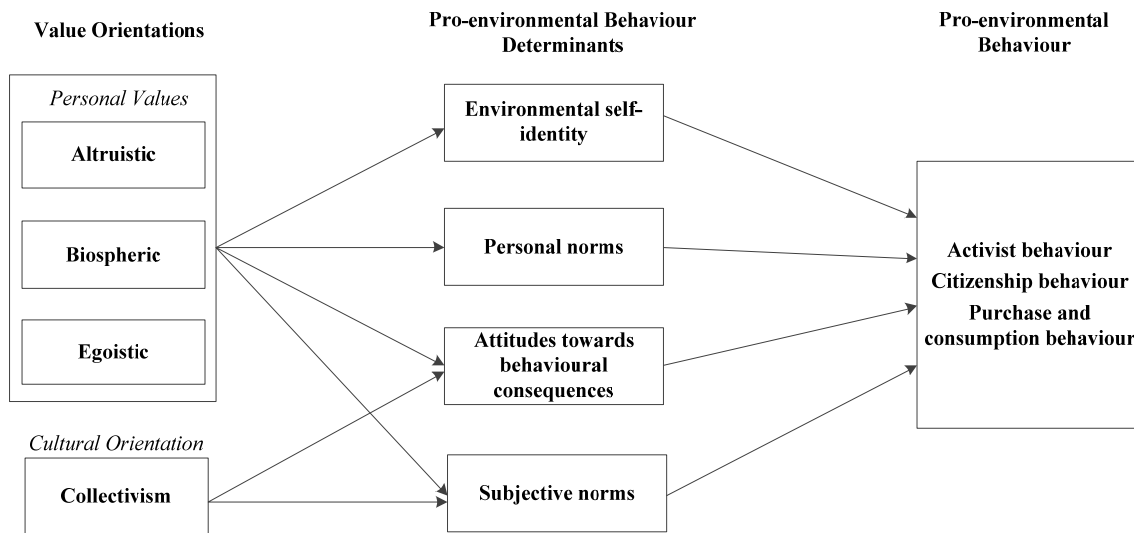 Value Orientations
Pro-environmental Behaviour
Determinants
Pro-environmental
Behaviour
Personal Values
Altruistic
Biospheric
Egoistic
Cultural Orientation
Collectivism
Environmental self-
identity
Personal norms
Attitudes towards
behavioural
consequences
Subjective norms
Activist behaviour
Citizenship behaviour
Purchase and
consumption behaviour